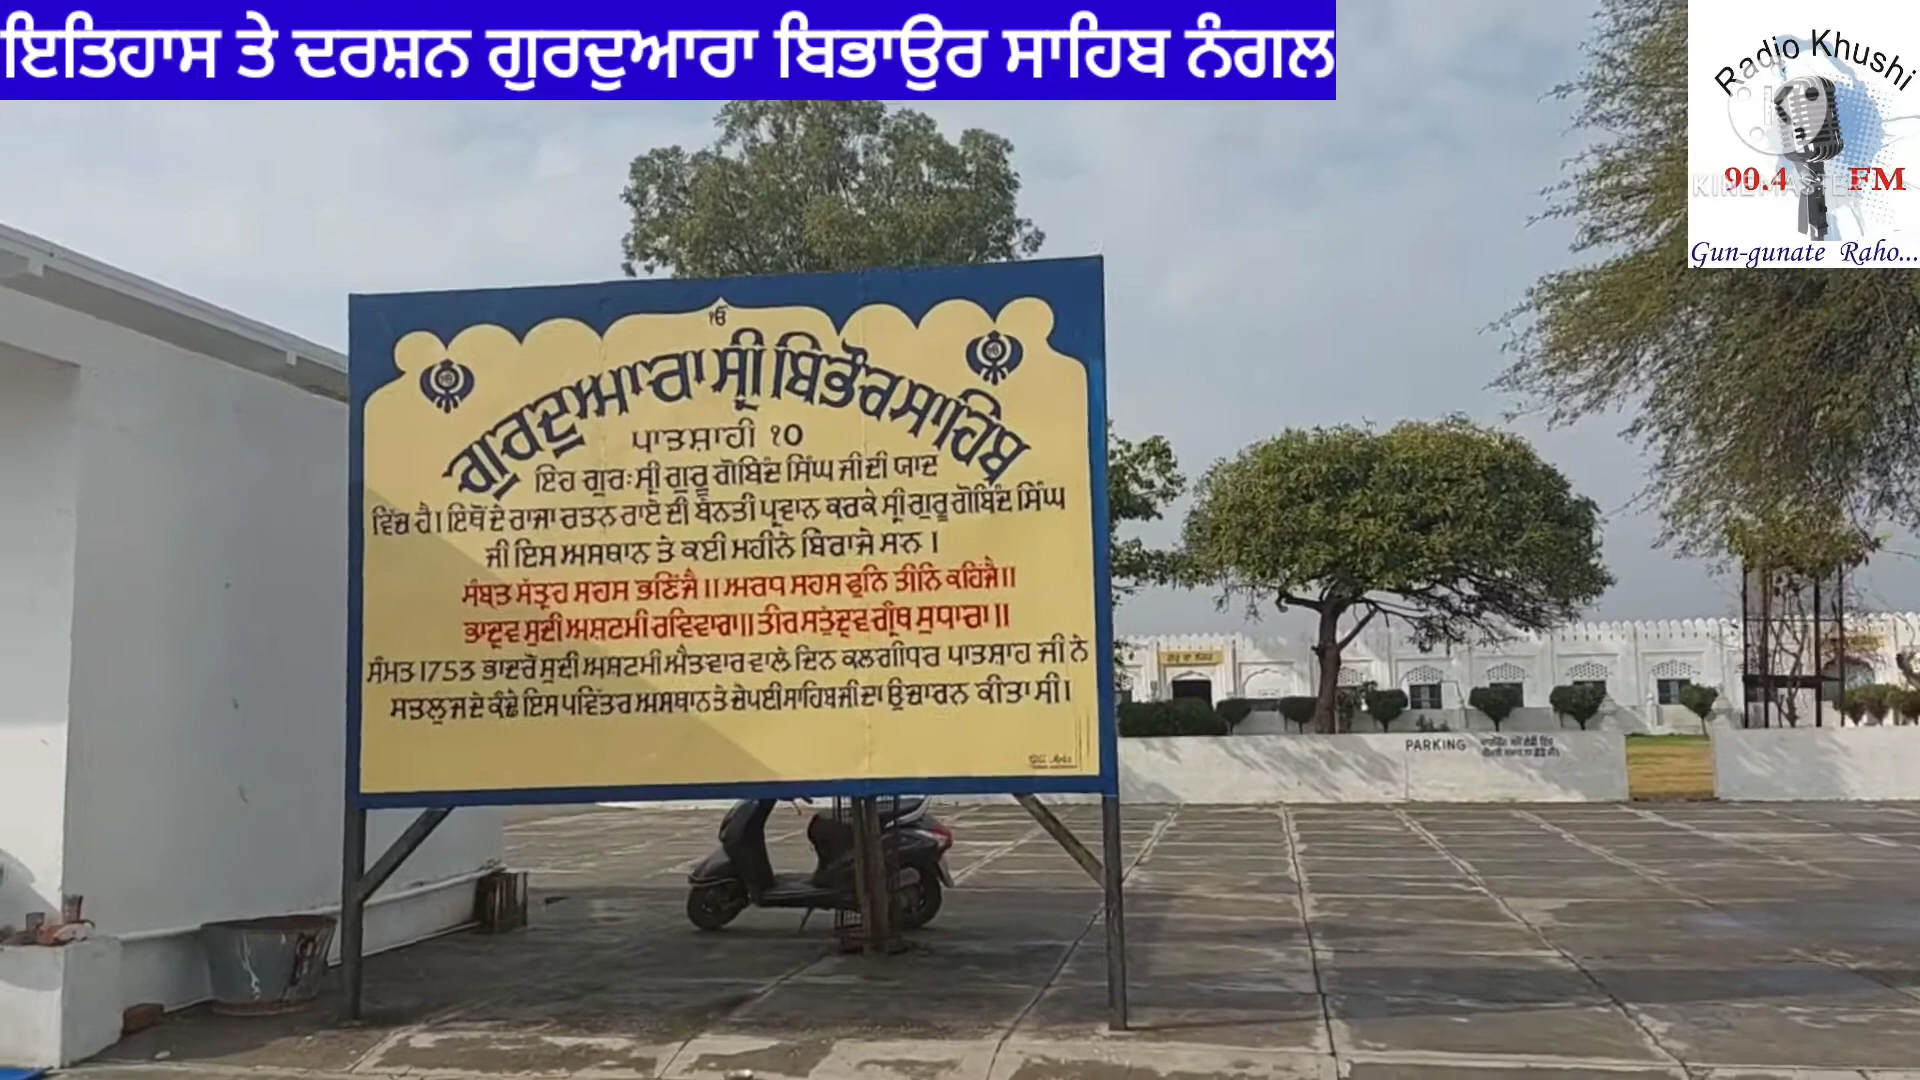 ਇਤਿਹਾਸ ਤੇ ਦਰਸ਼ਨ ਗੁਰਦੁਆਰਾ ਬਿਭਾਉਰ ਸਾਹਿਬ ਨੰਗਲ
Radio Khushi
90.4 FM
KINEMASTER
Gun-gunate Raho...
ੴ
ਗੁਰਦੁਆਰਾ ਸ੍ਰੀ ਬਿਭੌਰ ਸਾਹਿਬ
ਪਾਤਸ਼ਾਹੀ ੧੦
ਇਹ ਗੁਰ: ਸ੍ਰੀ ਗੁਰੂ ਗੋਬਿੰਦ ਸਿੰਘ ਜੀ ਦੀ ਯਾਦ
ਵਿੱਚ ਹੈ। ਇਥੋਂ ਦੇ ਰਾਜਾ ਰਤਨ ਰਾਏ ਦੀ ਬੇਨਤੀ ਪ੍ਰਵਾਨ ਕਰਕੇ ਸ੍ਰੀ ਗੁਰੂ ਗੋਬਿੰਦ ਸਿੰਘ
ਜੀ ਇਸ ਅਸਥਾਨ ਤੇ ਕਈ ਮਹੀਨੇ ਬਿਰਾਜੇ ਸਨ।
ਸੰਬਤ ਸੱਤ੍ਰਹ ਸਹਸ ਭਣਿੱਜੈ॥ ਅਰਧ ਸਹਸ ਫੁਨਿ ਤੀਨਿ ਕਹਿੱਜੈ॥
ਭਾਦ੍ਰਵ ਸੁਦੀ ਅਸ਼ਟਮੀ ਰਵਿਵਾਰਾ॥ ਤੀਰ ਸਤੁੱਦ੍ਰਵ ਗ੍ਰੰਥ ਸੁਧਾਰਾ॥
ਸੰਮਤ 1753 ਭਾਦਰੋਂ ਸੁਦੀ ਅਸ਼ਟਮੀ ਐਤਵਾਰ ਵਾਲੇ ਦਿਨ ਕਲਗੀਧਰ ਪਾਤਸ਼ਾਹ ਜੀ ਨੇ
ਸਤਲੁਜ ਦੇ ਕੰਢੇ ਇਸ ਪਵਿੱਤਰ ਅਸਥਾਨ ਤੇ ਚੋਪਈ ਸਾਹਿਬ ਜੀ ਦਾ ਉਚਾਰਨ ਕੀਤਾ ਸੀ।
PARKING